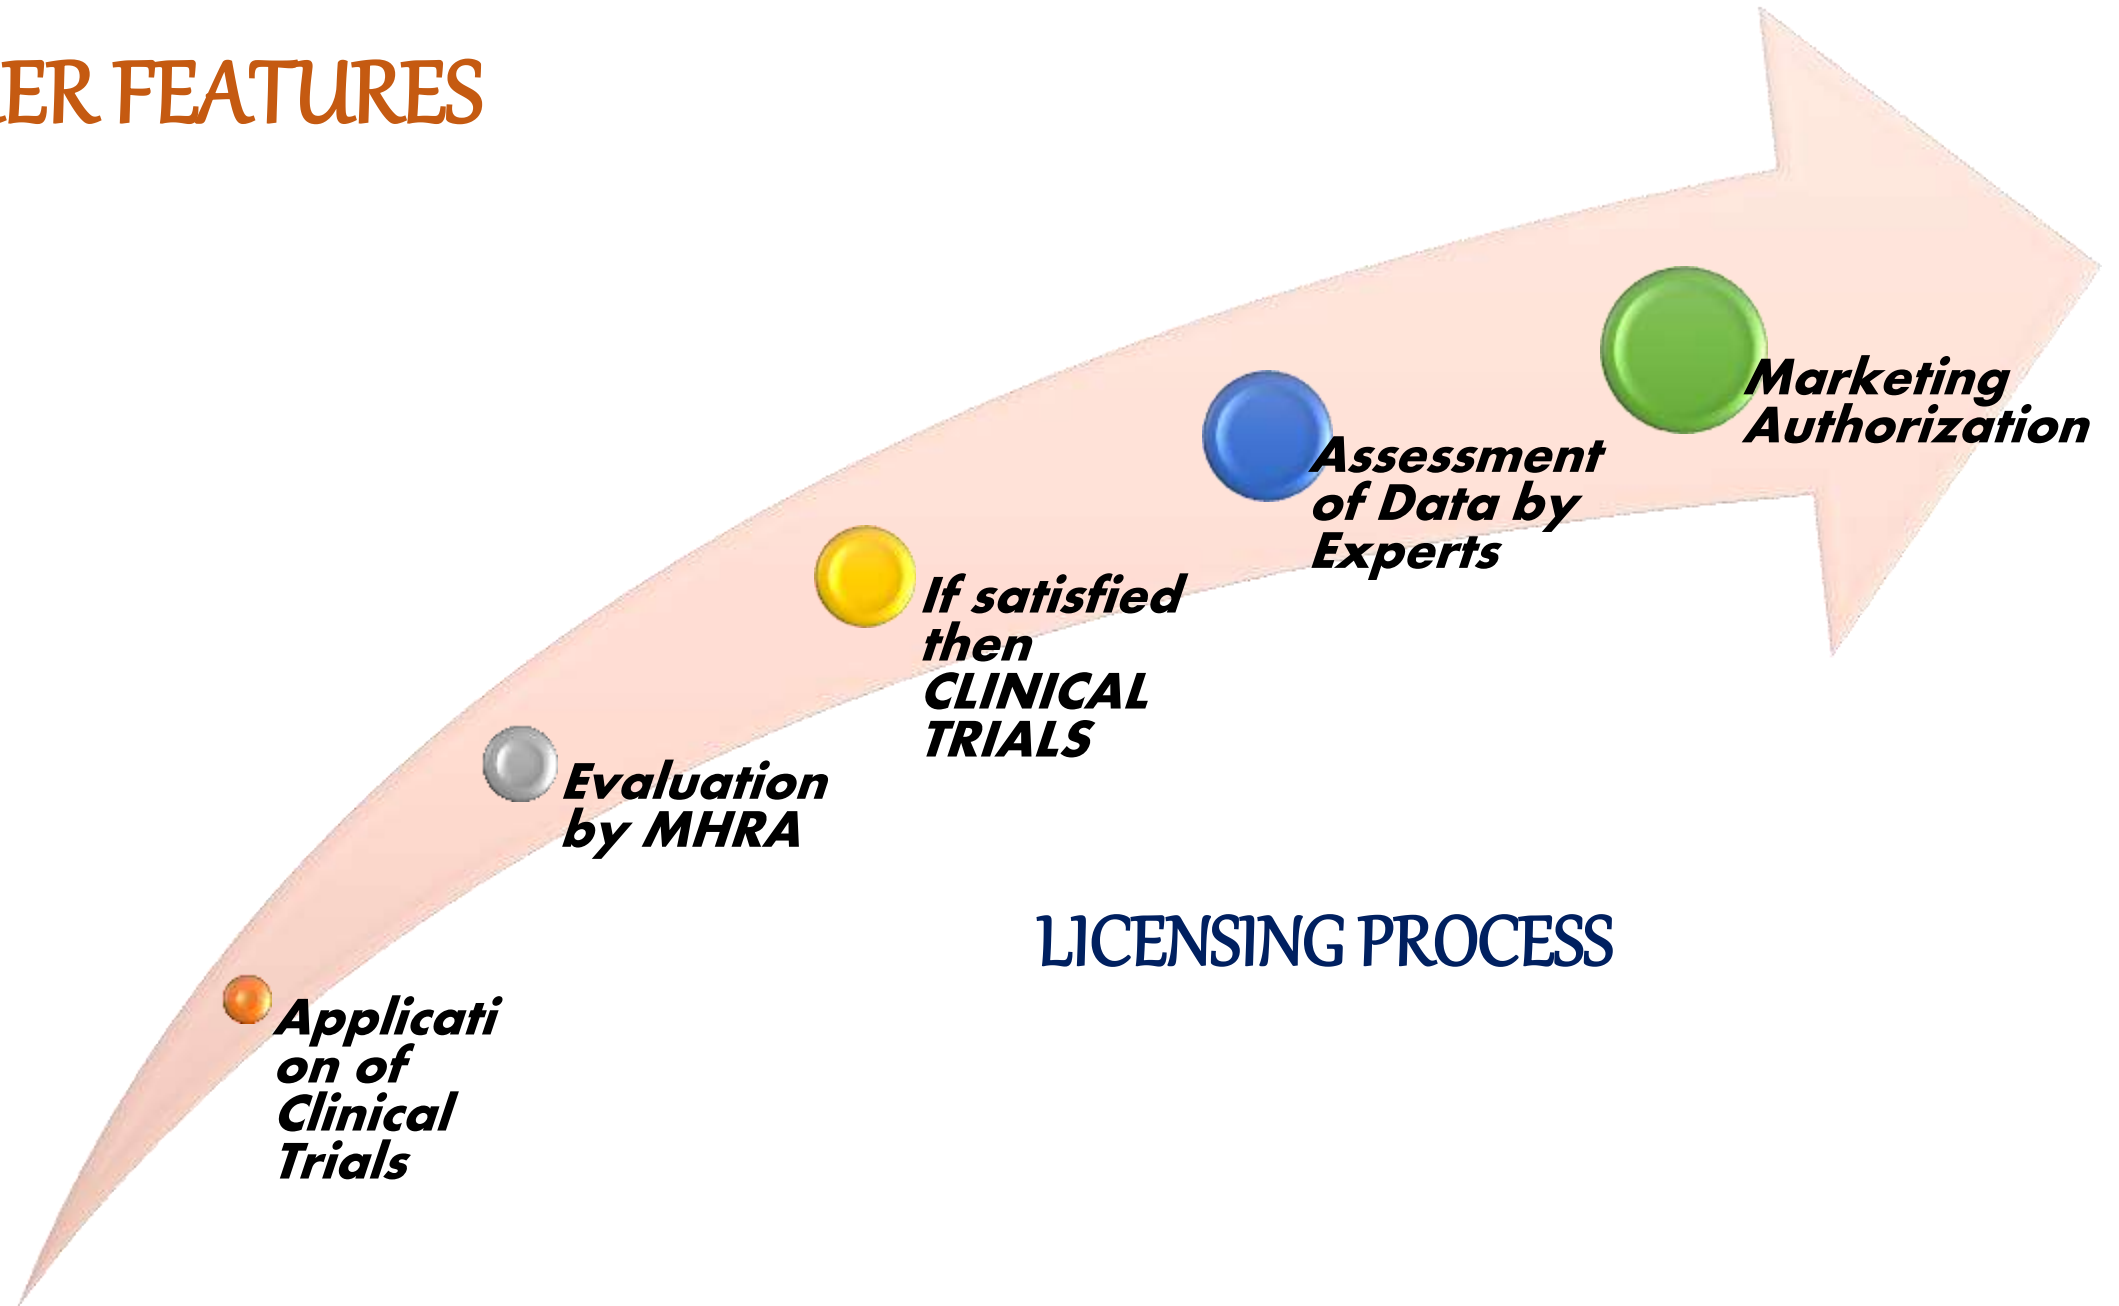 ER FEATURES
Marketing
Authorization
Assessment
of Data by
Experts
If satisfied
then
CLINICAL
TRIALS
Evaluation
by MHRA
LICENSING PROCESS
Applicati
on of
Clinical
Trials